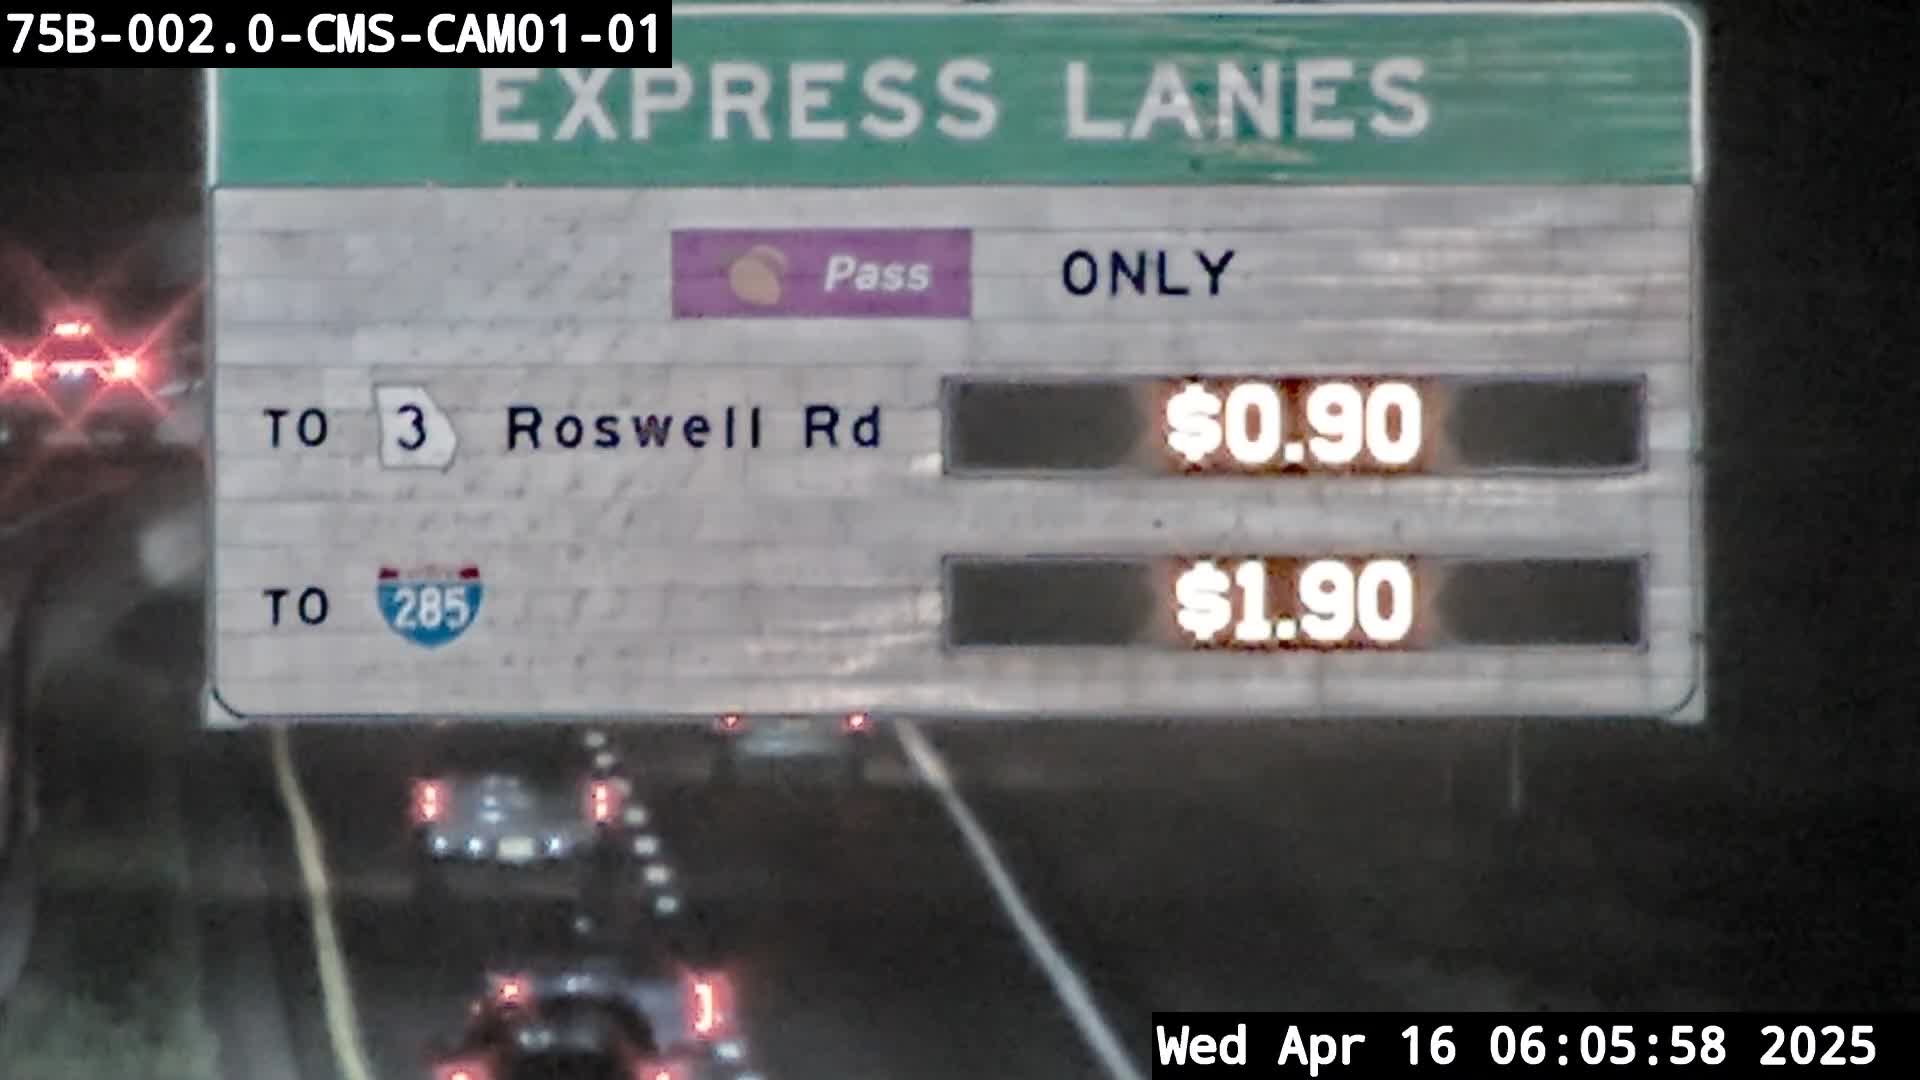 75B-002.0-CMS-CAM01-01
EXPRESS LANES
Pass ONLY
TO 3 Roswell Rd $0.90
TO 285 $1.90
Wed Apr 16 06:05:58 2025